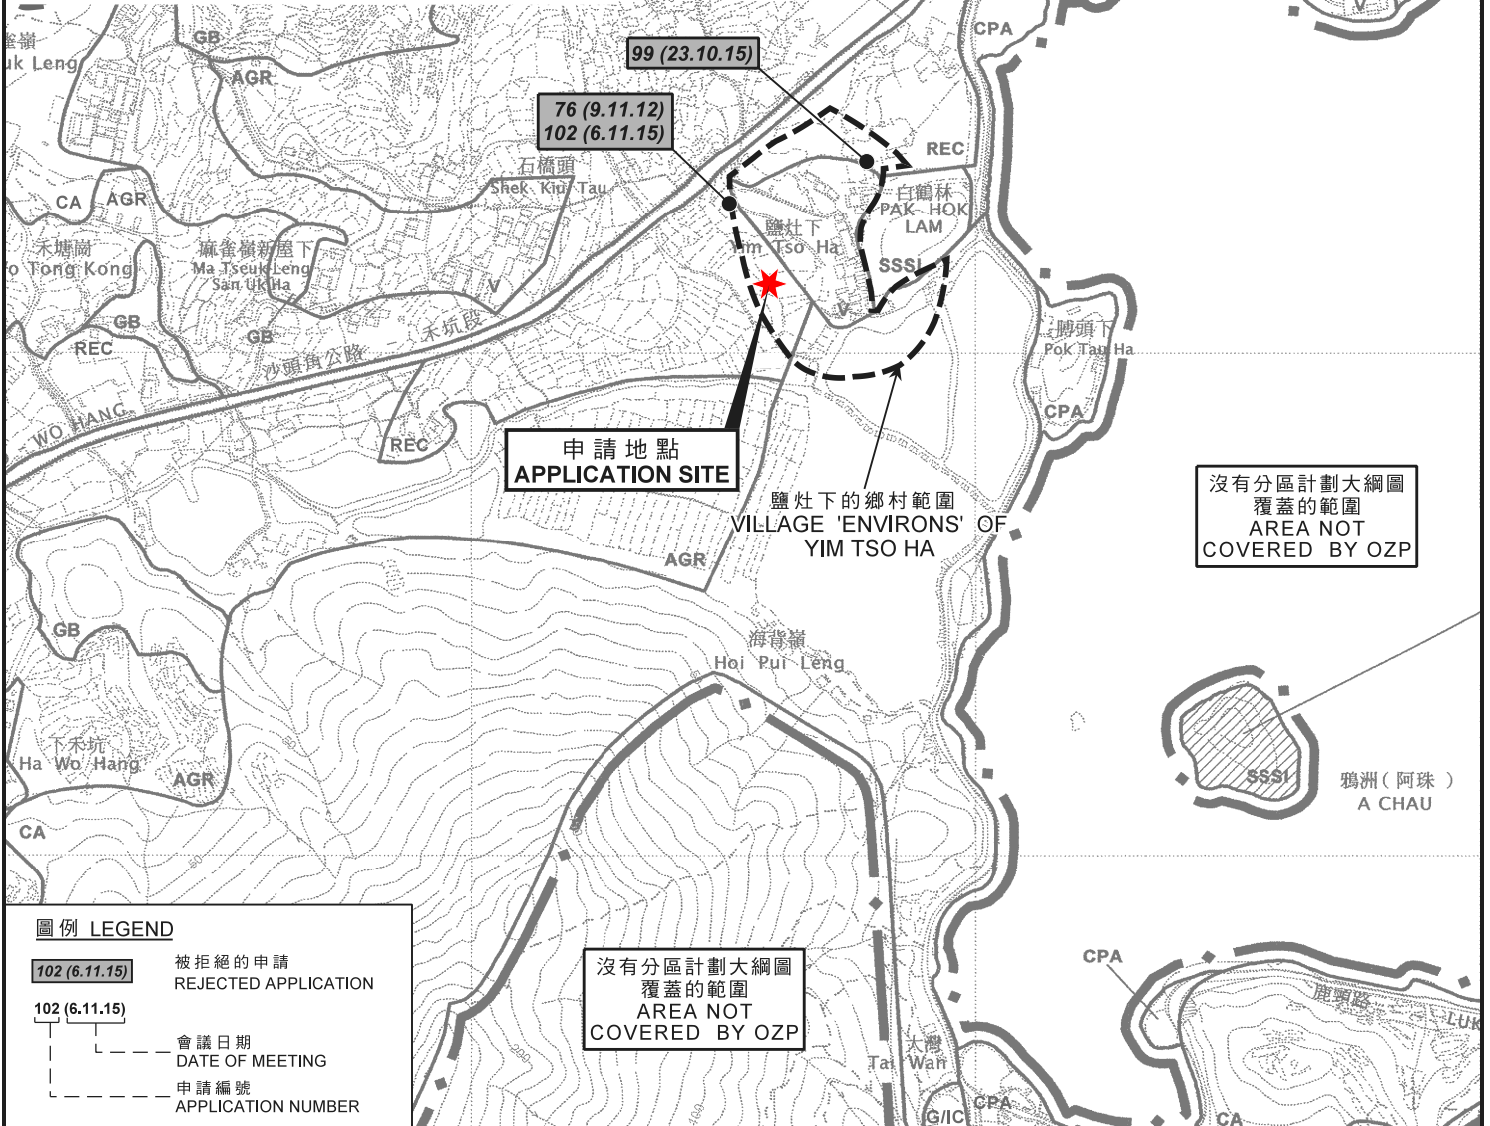 GB
AGR
雀嶺
uk Leng
CPA
V
99 (23.10.15)
76 (9.11.12)
102 (6.11.15)
REC
石橋頭
Shek Kiu Tau
白鶴林
PAK HOK
LAM
CA
AGR
鹽灶下
Yim Tso Ha
禾塘崗
o Tong Kong
麻雀嶺新屋下
Ma Tseuk Leng
San Uk Ha
SSSI
V
V
GB
REC
GB
禾坑段
沙頭角公路
膊頭下
Pok Tau Ha
WO HANG
REC
CPA
申請地點
APPLICATION SITE
鹽灶下的鄉村範圍
VILLAGE 'ENVIRONS' OF
YIM TSO HA
沒有分區計劃大綱圖
覆蓋的範圍
AREA NOT
COVERED BY OZP
AGR
GB
海背嶺
Hoi Pui Leng
下禾坑
Ha Wo Hang
AGR
SSSI
鴉洲(阿珠)
A CHAU
CA
圖例 LEGEND
102 (6.11.15)
被拒絕的申請
REJECTED APPLICATION
102 (6.11.15)
會議日期
DATE OF MEETING
申請編號
APPLICATION NUMBER
沒有分區計劃大綱圖
覆蓋的範圍
AREA NOT
COVERED BY OZP
200
CPA
鹿頸路
LUK
大灣
Tai Wan
G/IC
CPA
CA